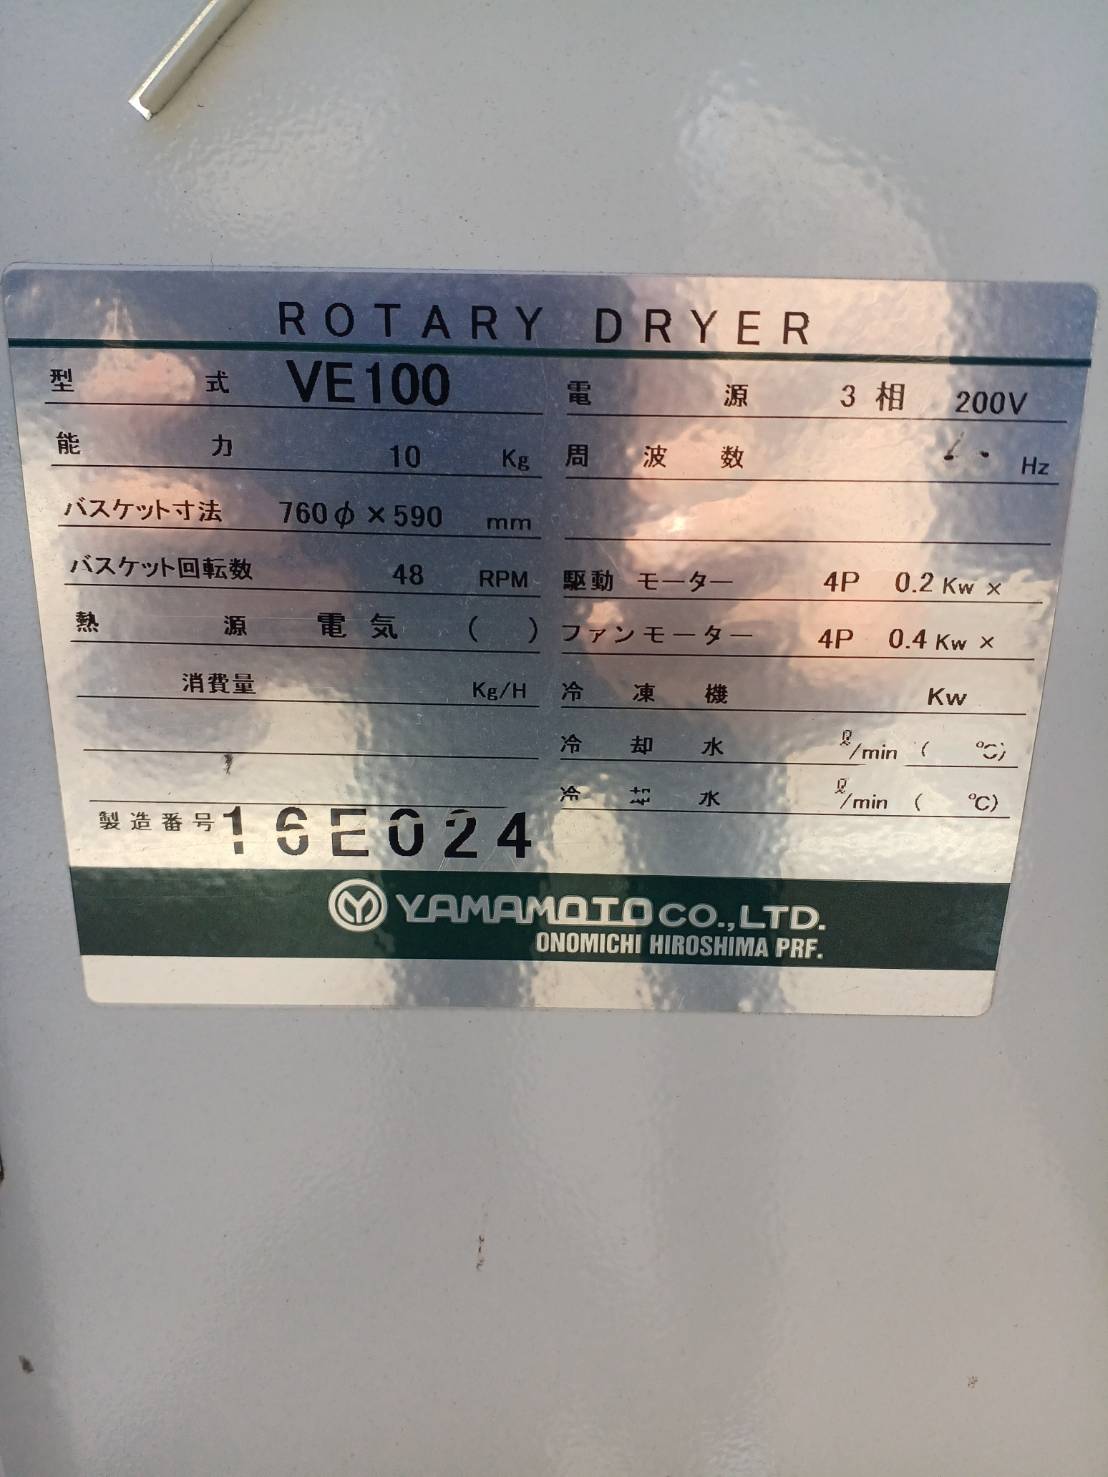 ROTARY DRYER
型式 VE100
能力 10 Kg
バスケット寸法 760φ×590 mm
バスケット回転数 48 RPM
熱源 電気 ( )
消費量 Kg/H
製造番号 16E024
電源 3相 200V
周波数 Hz
駆動モーター 4P 0.2 Kw ×
ファンモーター 4P 0.4 Kw ×
冷凍機 Kw
冷却水 ℓ/min ( ℃)
冷却水 ℓ/min ( ℃)
YAMAMOTO CO.,LTD.
ONOMICHI HIROSHIMA PRF.